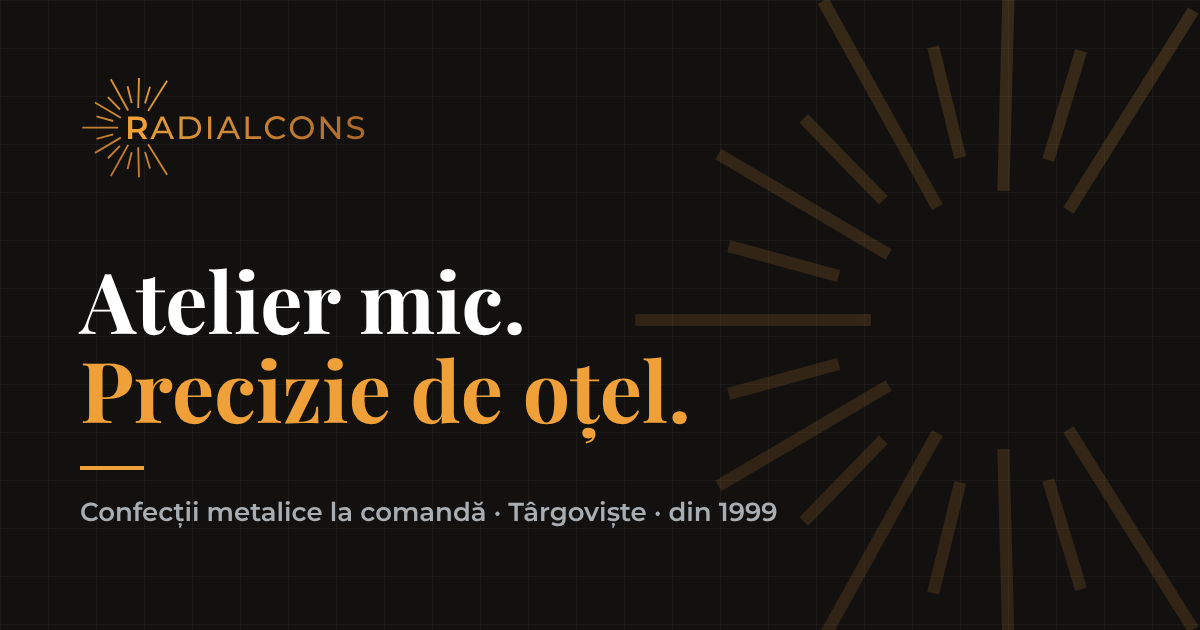 RADIALCONS
Atelier mic.
Precizie de oțel.
Confecții metalice la comandă · Târgoviște · din 1999